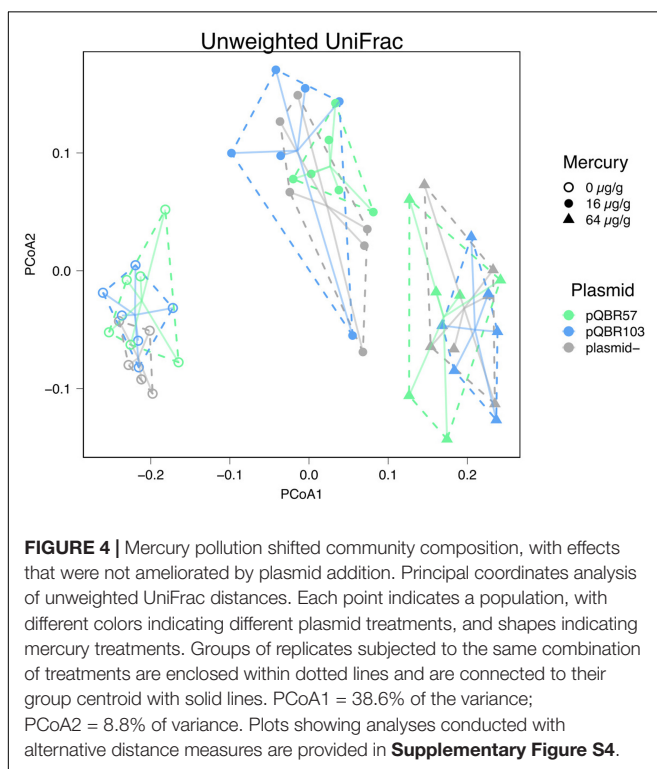 Unweighted UniFrac
PCoA2
0.1
0.0
−0.1
−0.2
−0.1
0.0
0.1
0.2
PCoA1
Mercury
0 µg/g
16 µg/g
64 µg/g
Plasmid
pQBR57
pQBR103
plasmid−
FIGURE 4 | Mercury pollution shifted community composition, with effects
that were not ameliorated by plasmid addition. Principal coordinates analysis
of unweighted UniFrac distances. Each point indicates a population, with
different colors indicating different plasmid treatments, and shapes indicating
mercury treatments. Groups of replicates subjected to the same combination
of treatments are enclosed within dotted lines and are connected to their
group centroid with solid lines. PCoA1 = 38.6% of the variance;
PCoA2 = 8.8% of variance. Plots showing analyses conducted with
alternative distance measures are provided in Supplementary Figure S4.